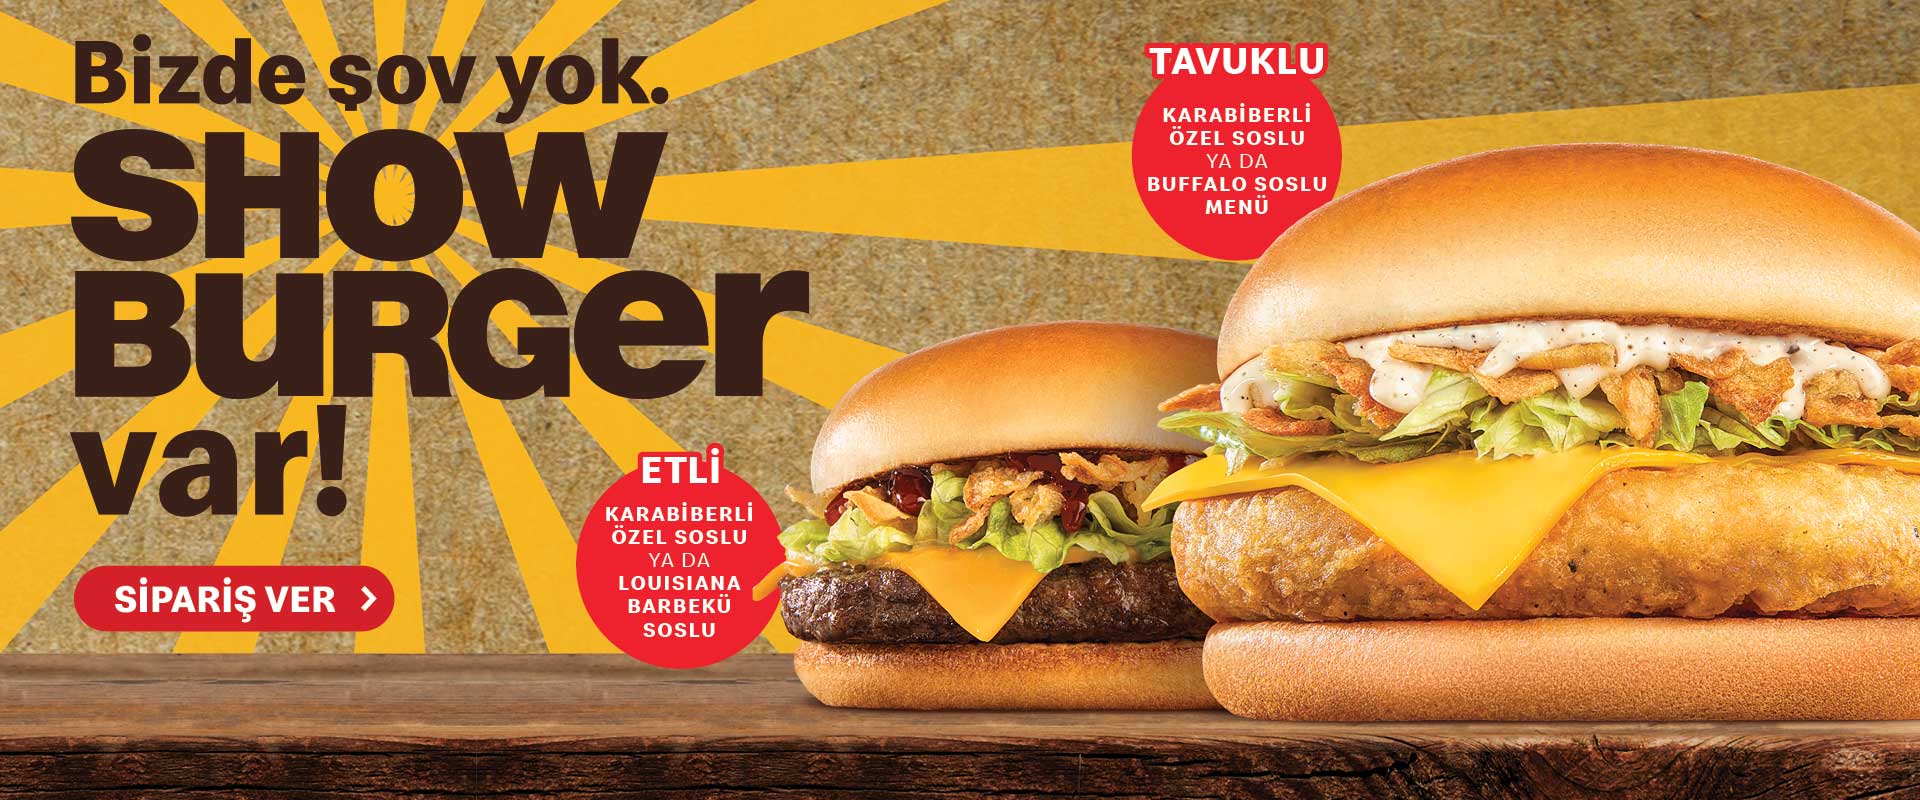 Bizde şov yok.
SHOW
BURGer
var!
SİPARİŞ VER
ETLİ
KARABİBERLİ
ÖZEL SOSLU
YA DA
LOUISIANA
BARBEKÜ
SOSLU
TAVUKLU
KARABİBERLİ
ÖZEL SOSLU
YA DA
BUFFALO SOSLU
MENÜ